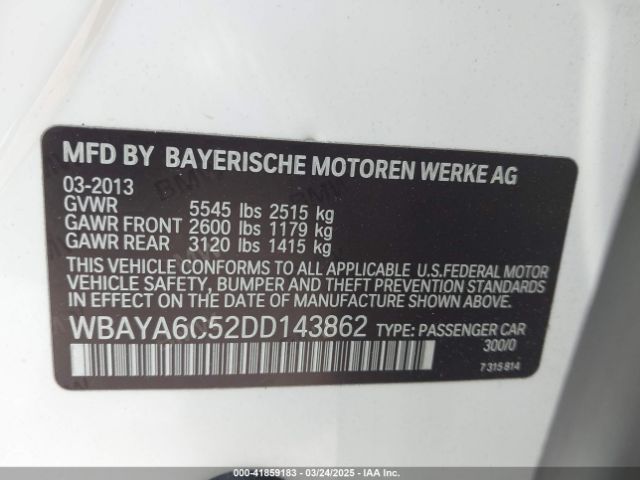 MFD BY BAYERISCHE MOTOREN WERKE AG
03-2013
GVWR 5545 lbs 2515 kg
GAWR FRONT 2600 lbs 1179 kg
GAWR REAR 3120 lbs 1415 kg
THIS VEHICLE CONFORMS TO ALL APPLICABLE U.S.FEDERAL MOTOR
VEHICLE SAFETY, BUMPER, AND THEFT PREVENTION STANDARDS
IN EFFECT ON THE DATE OF MANUFACTURE SHOWN ABOVE.
WBAYA6C52DD143862 TYPE: PASSENGER CAR
300/0
7 315 814
000-41859183 - 03/24/2025 - IAA, INC.